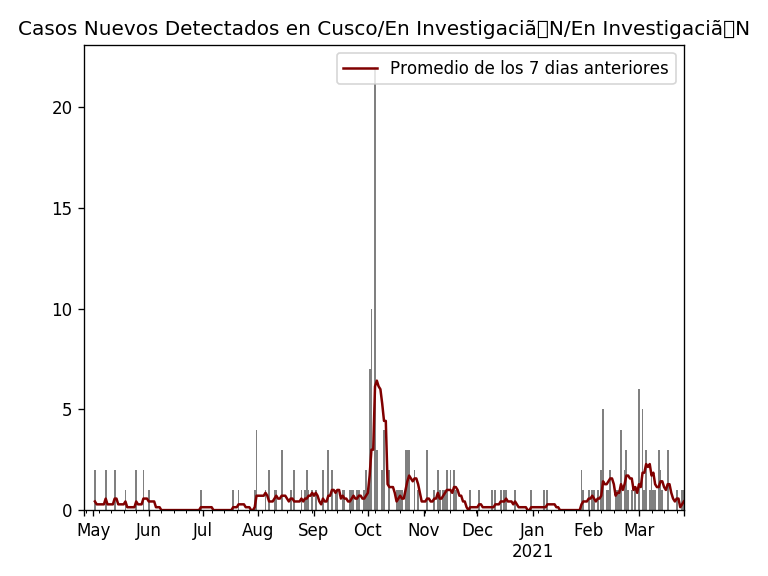 Casos Nuevos Detectados en Cusco/En Investigaciã▯N/En Investigaciã▯N
Promedio de los 7 dias anteriores
20
15
10
5
0
May Jun Jul Aug Sep Oct Nov Dec Jan Feb Mar
2021